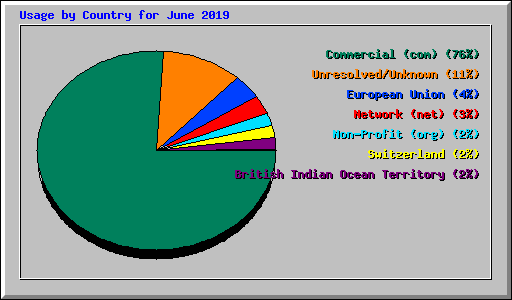 Usage by Country for June 2019
Commercial (com) (76%)
Unresolved/Unknown (11%)
European Union (4%)
Network (net) (3%)
Non-Profit (org) (2%)
Switzerland (2%)
British Indian Ocean Territory (2%)